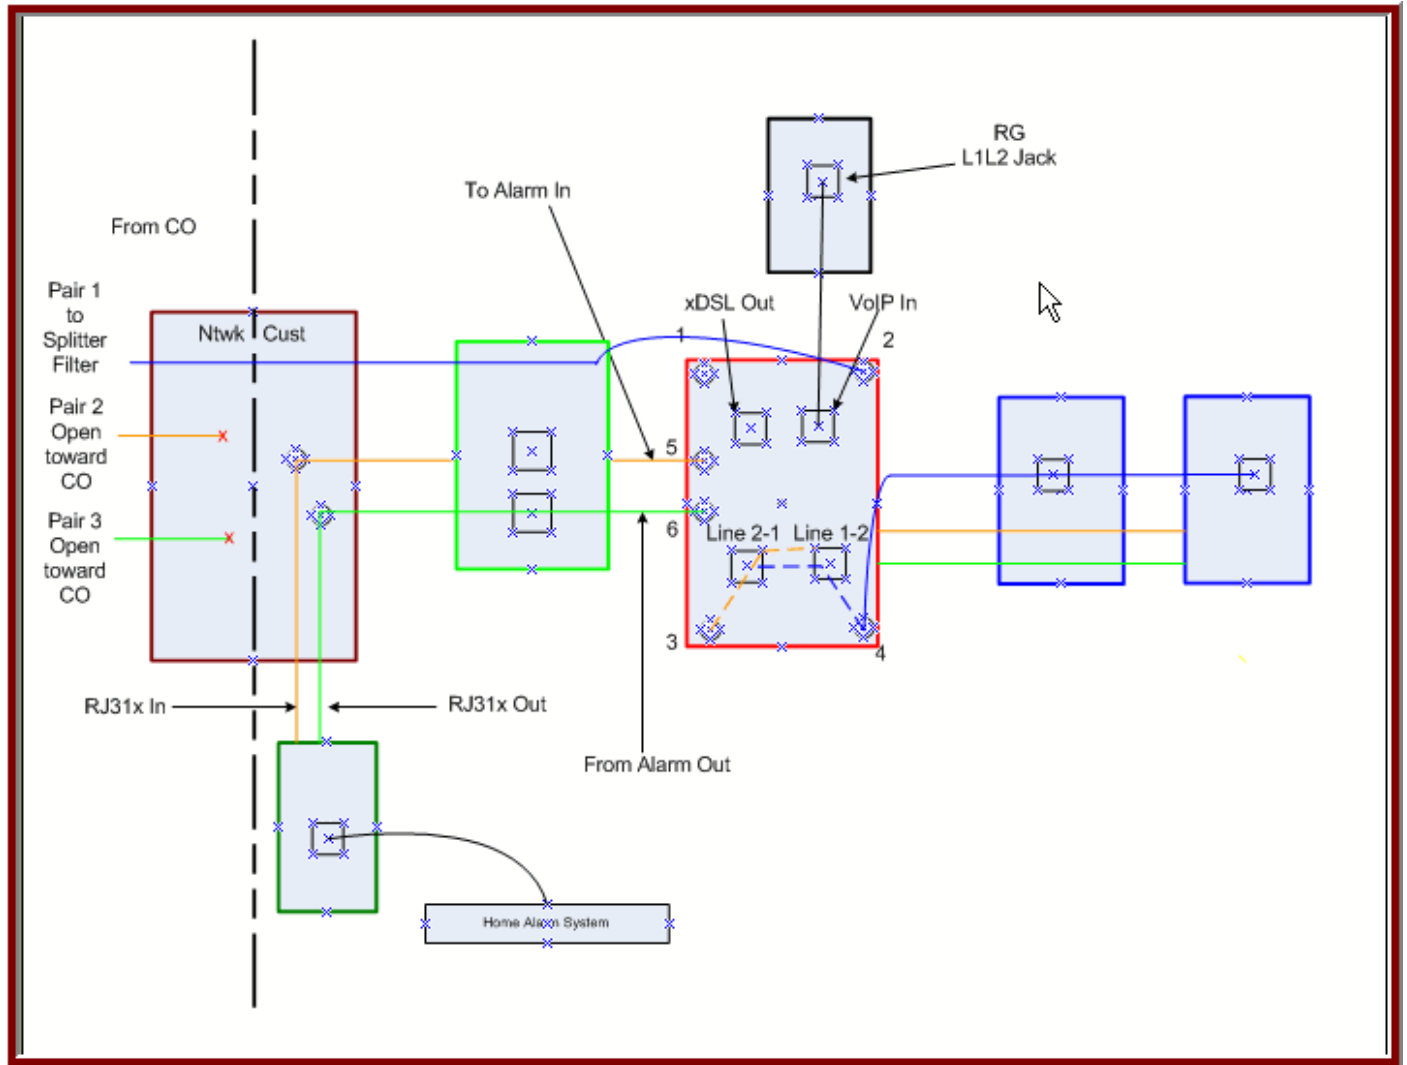 RG
L1L2 Jack
To Alarm In
From CO
Pair 1
to
Splitter
Filter
xDSL Out
VoIP In
Ntwk
Cust
1
2
Pair 2
Open
toward
CO
5
Pair 3
Open
toward
CO
6
Line 2-1
Line 1-2
3
4
RJ31x In
RJ31x Out
From Alarm Out
Home Alarm System